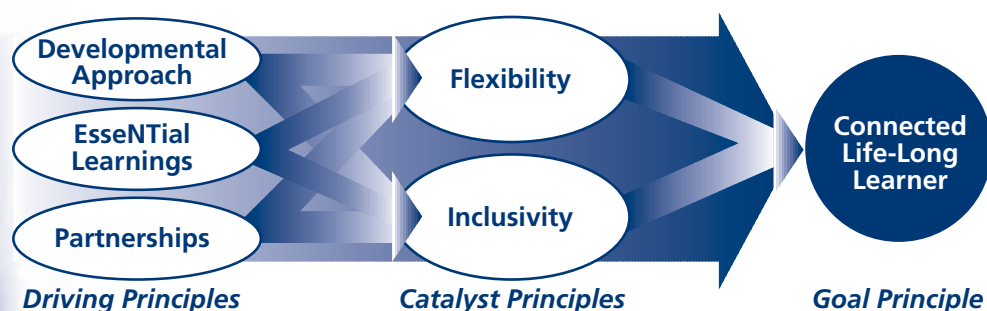 Developmental
Approach
EsseNTial
Learnings
Partnerships
Driving Principles
Flexibility
Inclusivity
Catalyst Principles
Connected
Life-Long
Learner
Goal Principle